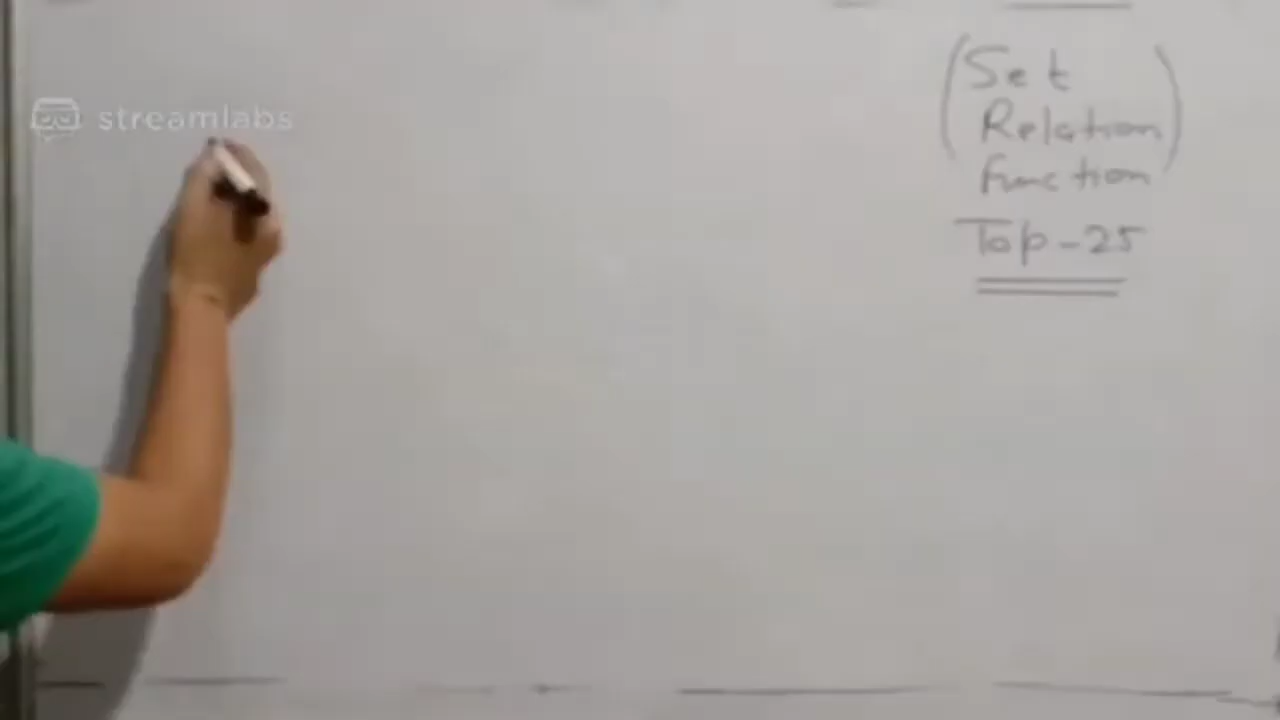 streamlabs
(Set
Relation)
function
Top-25